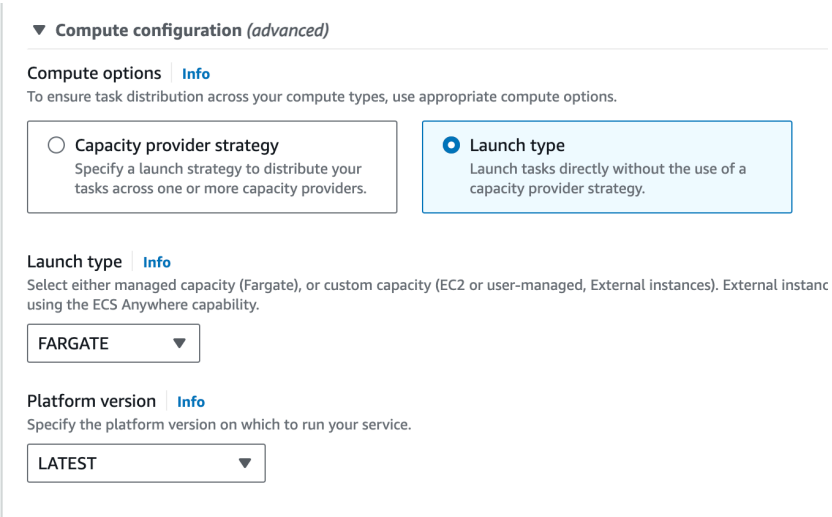 Compute configuration (advanced)
Compute options Info
To ensure task distribution across your compute types, use appropriate compute options.
Capacity provider strategy
Specify a launch strategy to distribute your
tasks across one or more capacity providers.
Launch type
Launch tasks directly without the use of a
capacity provider strategy.
Launch type Info
Select either managed capacity (Fargate), or custom capacity (EC2 or user-managed, External instances). External
using the ECS Anywhere capability.
FARGATE
Platform version Info
Specify the platform version on which to run your service.
LATEST